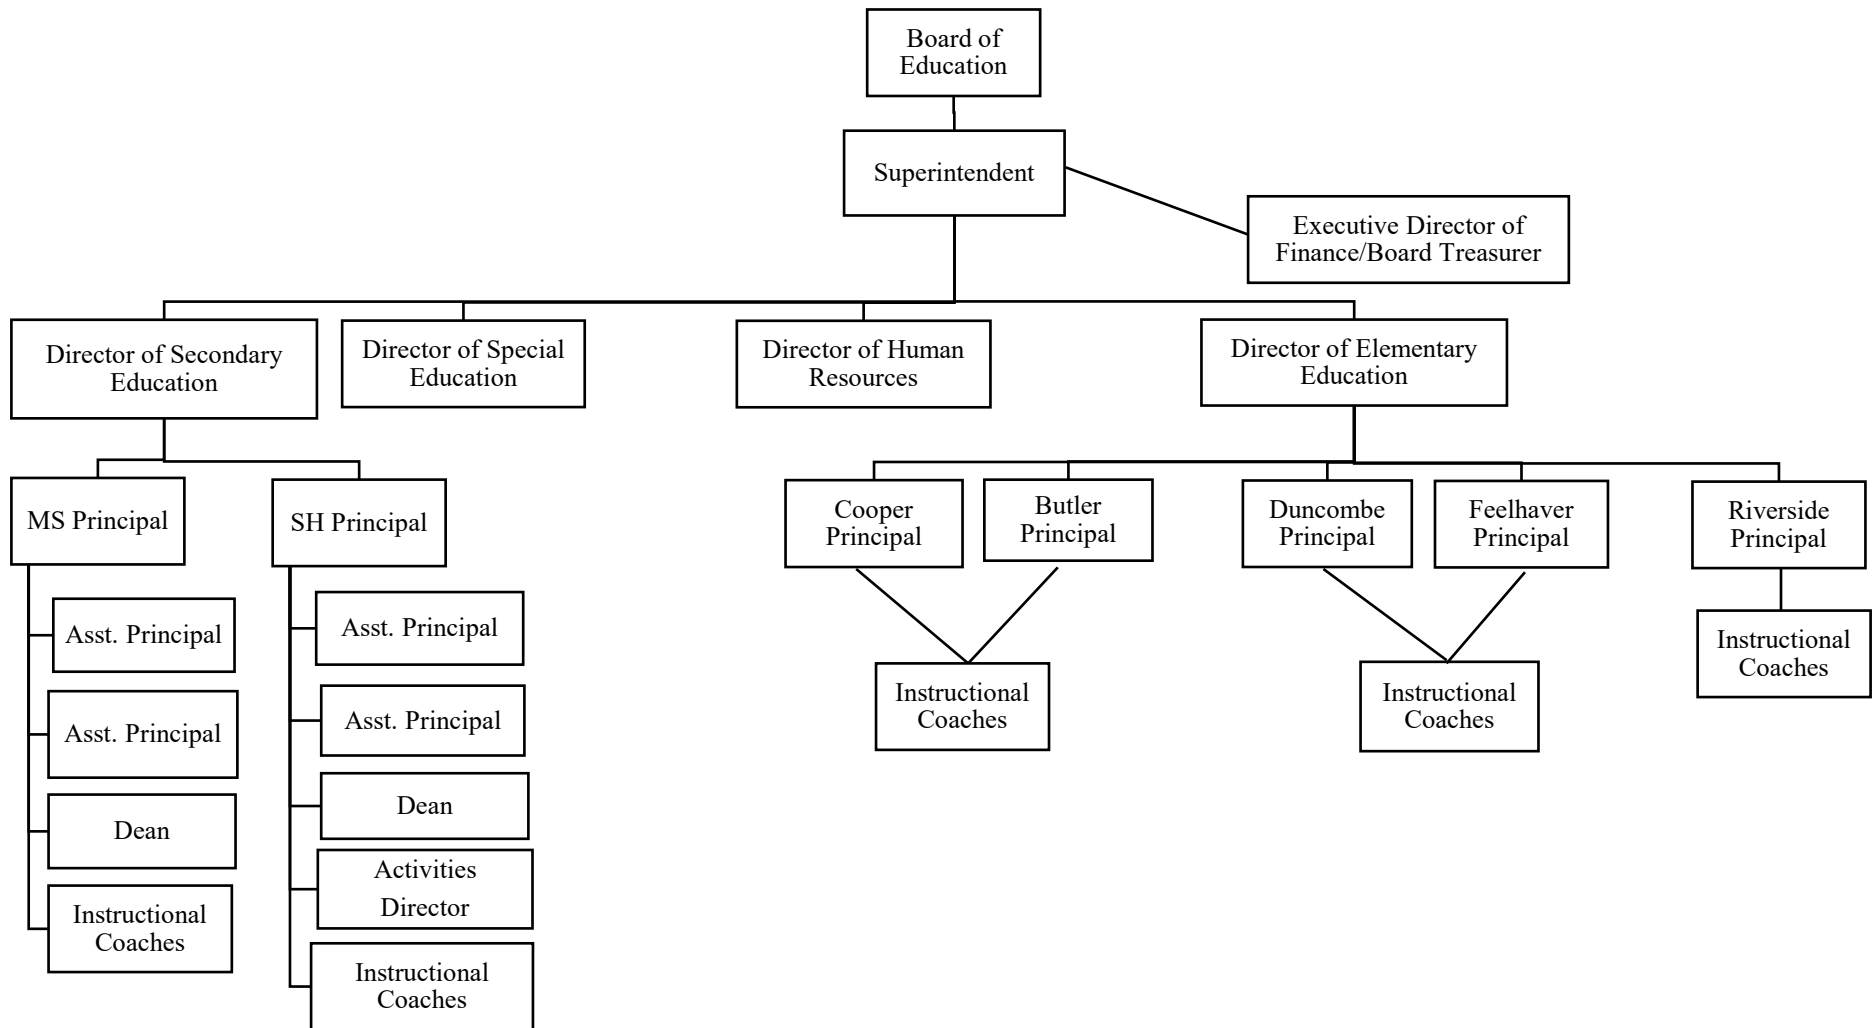 Board of
Education
Superintendent
Executive Director of
Finance/Board Treasurer
Director of Secondary
Education
Director of Special
Education
Director of Human
Resources
Director of Elementary
Education
MS Principal
SH Principal
Cooper
Principal
Butler
Principal
Duncombe
Principal
Feelhaver
Principal
Riverside
Principal
Asst. Principal
Asst. Principal
Dean
Instructional
Coaches
Asst. Principal
Asst. Principal
Dean
Activities
Director
Instructional
Coaches
Instructional
Coaches
Instructional
Coaches
Instructional
Coaches